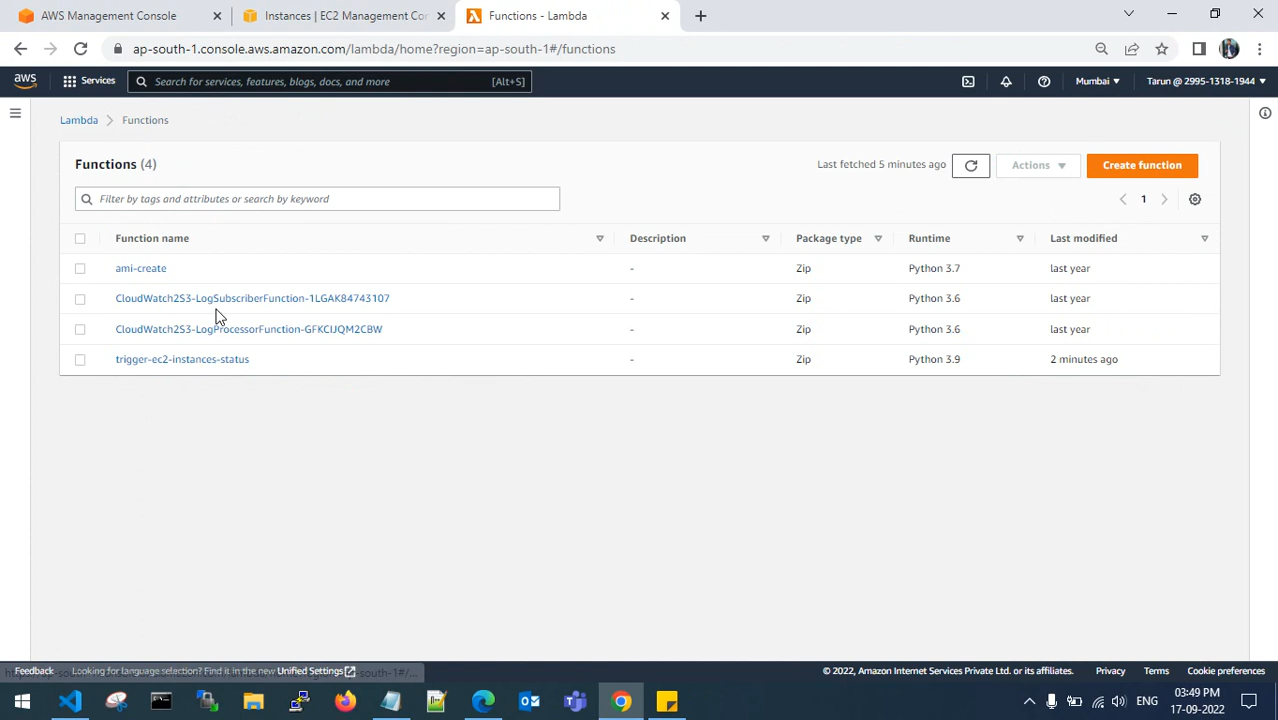 AWS Management Console
Instances | EC2 Management Con
Functions - Lambda
ap-south-1.console.aws.amazon.com/lambda/home?region=ap-south-1#/functions
aws
Services
Search for services, features, blogs, docs, and more
[Alt+S]
Mumbai
Tarun @ 2995-1318-1944
Lambda
Functions
Functions (4)
Last fetched 5 minutes ago
Actions
Create function
Filter by tags and attributes or search by keyword
1
Function name
Description
Package type
Runtime
Last modified
ami-create
-
Zip
Python 3.7
last year
CloudWatch2S3-LogSubscriberFunction-1LGAK84743107
-
Zip
Python 3.6
last year
CloudWatch2S3-LogProcessorFunction-GFKCIJQM2CBW
-
Zip
Python 3.6
last year
trigger-ec2-instances-status
-
Zip
Python 3.9
2 minutes ago
Feedback
Looking for language selection? Find it in the new Unified Settings
© 2022, Amazon Internet Services Private Ltd. or its affiliates.
Privacy
Terms
Cookie preferences
ENG
03:49 PM
17-09-2022